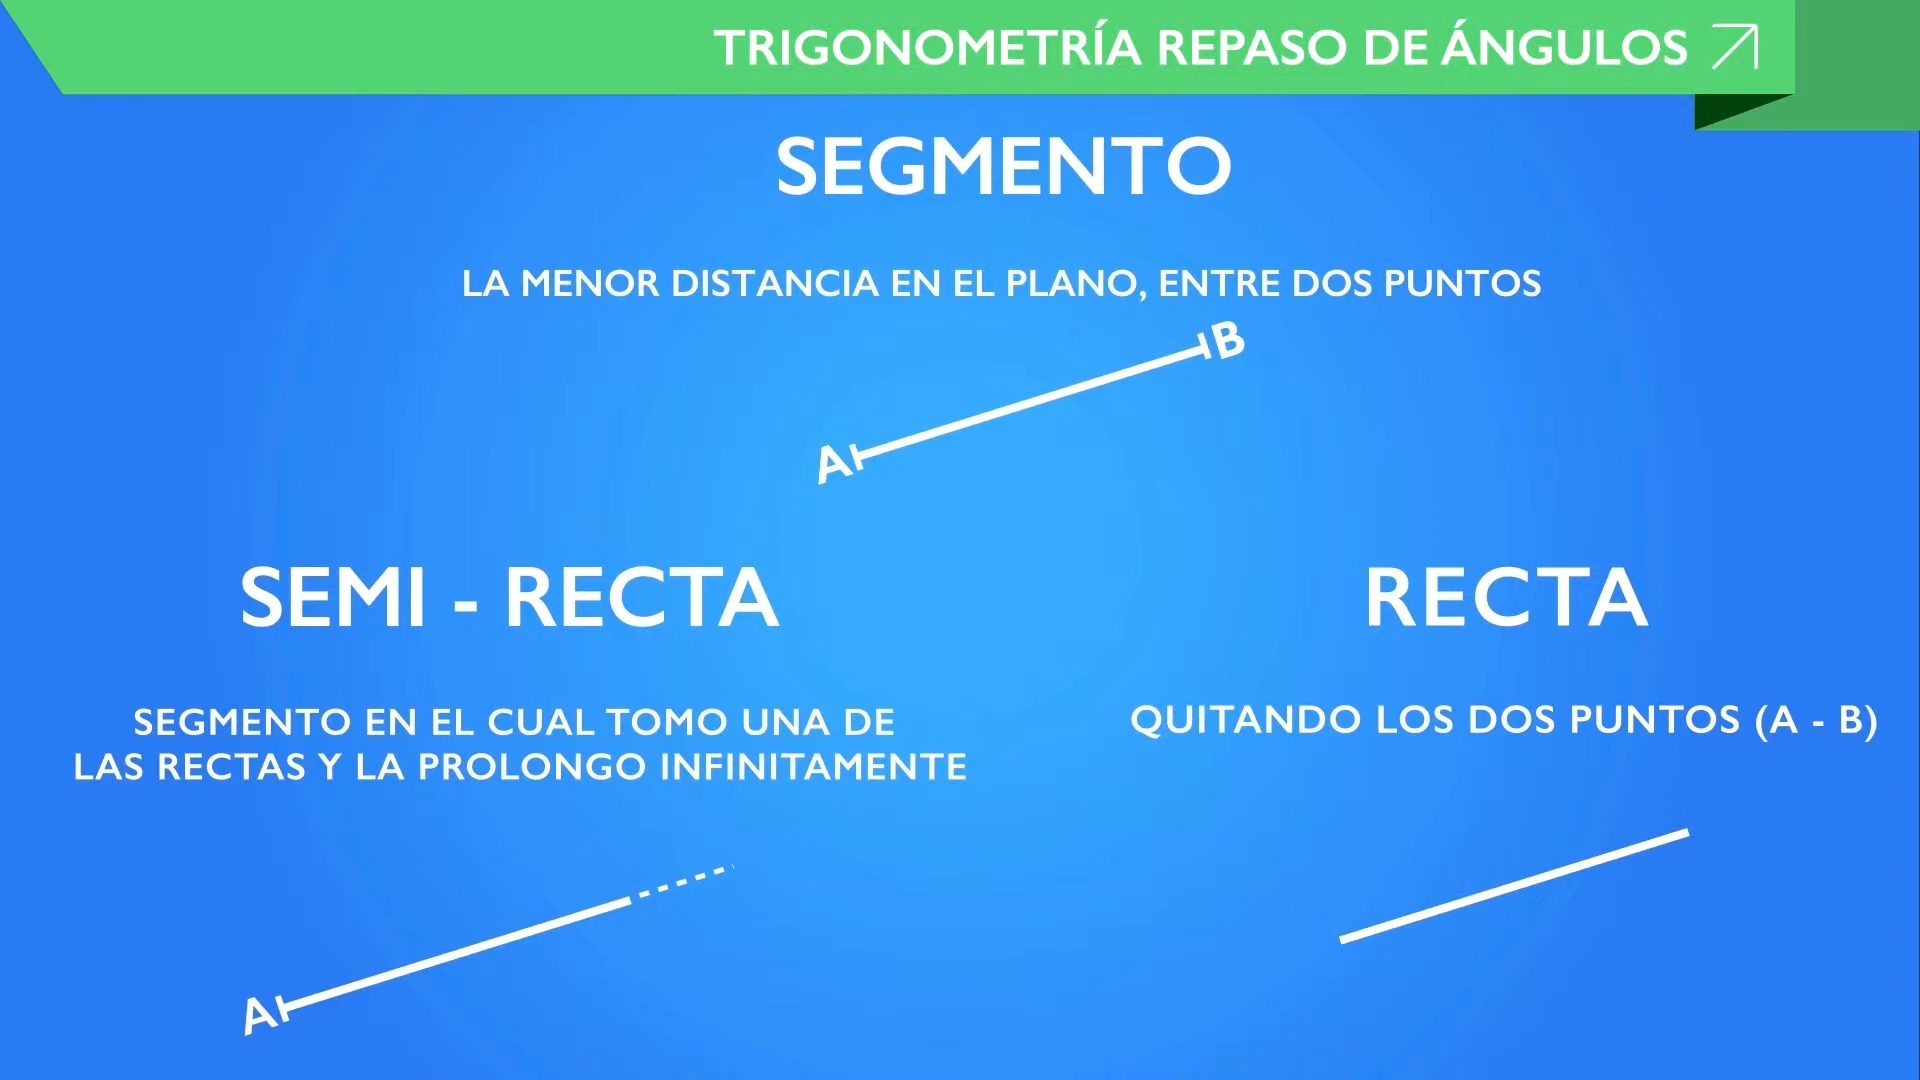 TRIGONOMETRÍA REPASO DE ÁNGULOS
SEGMENTO
LA MENOR DISTANCIA EN EL PLANO, ENTRE DOS PUNTOS
B
A
SEMI - RECTA
SEGMENTO EN EL CUAL TOMO UNA DE
LAS RECTAS Y LA PROLONGO INFINITAMENTE
A
RECTA
QUITANDO LOS DOS PUNTOS (A - B)